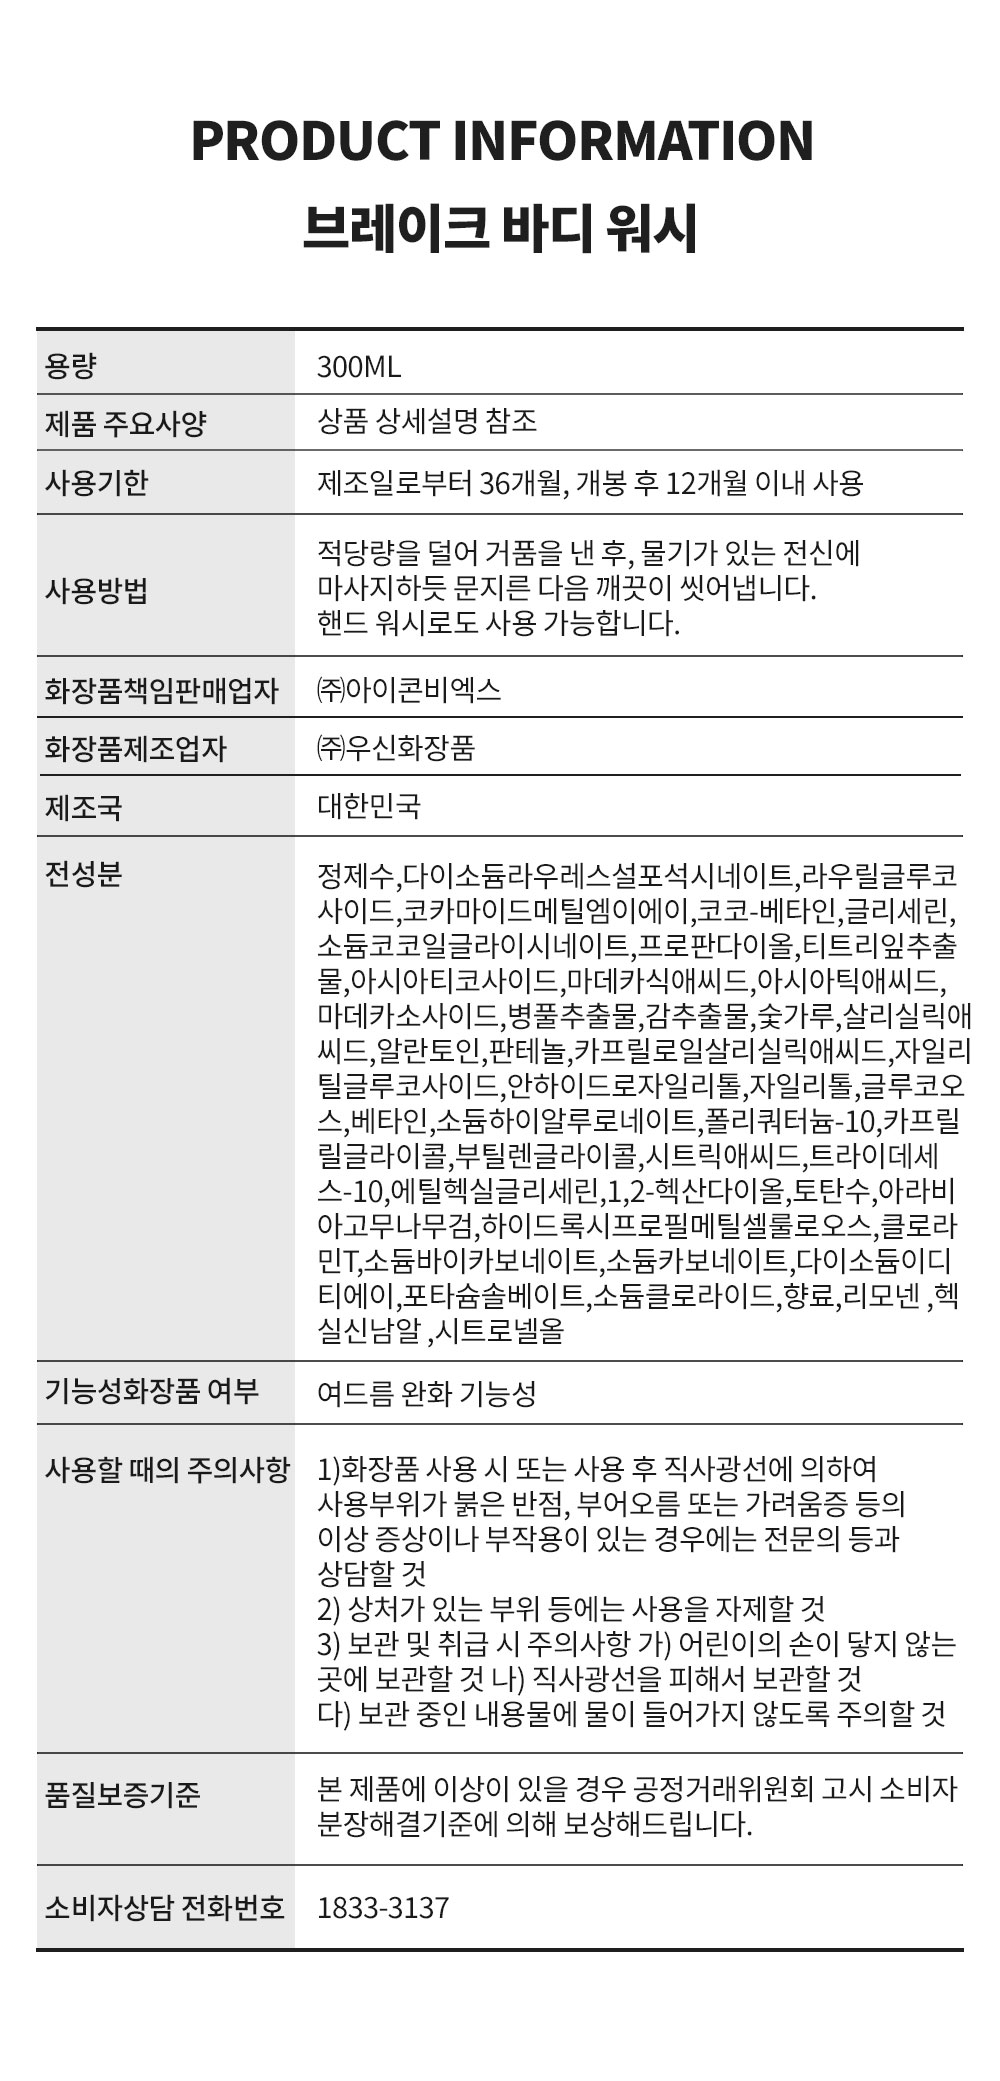 PRODUCT INFORMATION
브레이크 바디 워시
용량 300ML
제품 주요사양 상품 상세설명 참조
사용기한 제조일로부터 36개월, 개봉 후 12개월 이내 사용
사용방법
적당량을 덜어 거품을 낸 후, 물기가 있는 전신에
마사지하듯 문지른 다음 깨끗이 씻어냅니다.
핸드 워시로도 사용 가능합니다.
화장품책임판매업자 ㈜아이콘비엑스
화장품제조업자 ㈜우신화장품
제조국 대한민국
전성분 정제수,다이소듐라우레스설포석시네이트,라우릴글루코
사이드,코카마이드메틸엠이에이,코코-베타인,글리세린,
소듐코코일글라이시네이트,프로판다이올,티트리잎추출
물,아시아티코사이드,마데카식애씨드,아시아틱애씨드,
마데카소사이드,병풀추출물,감추출물,숯가루,살리실릭애
씨드,알란토인,판테놀,카프릴로일살리실릭애씨드,자일리
틸글루코사이드,안하이드로자일리톨,자일리톨,글루코오
스,베타인,소듐하이알루로네이트,폴리쿼터늄-10,카프릴
릴글라이콜,부틸렌글라이콜,시트릭애씨드,트라이데세
스-10,에틸헥실글리세린,1,2-헥산다이올,토탄수,아라비
아고무나무검,하이드록시프로필메틸셀룰로오스,클로라
민T,소듐바이카보네이트,소듐카보네이트,다이소듐이디
티에이,포타슘솔베이트,소듐클로라이드,향료,리모넨 ,헥
실신남알 ,시트로넬올
기능성화장품 여부 여드름 완화 기능성
사용할 때의 주의사항 1)화장품 사용 시 또는 사용 후 직사광선에 의하여
사용부위가 붉은 반점, 부어오름 또는 가려움증 등의
이상 증상이나 부작용이 있는 경우에는 전문의 등과
상담할 것
2) 상처가 있는 부위 등에는 사용을 자제할 것
3) 보관 및 취급 시 주의사항 가) 어린이의 손이 닿지 않는
곳에 보관할 것 나) 직사광선을 피해서 보관할 것
다) 보관 중인 내용물에 물이 들어가지 않도록 주의할 것
품질보증기준 본 제품에 이상이 있을 경우 공정거래위원회 고시 소비자
분장해결기준에 의해 보상해드립니다.
소비자상담 전화번호 1833-3137